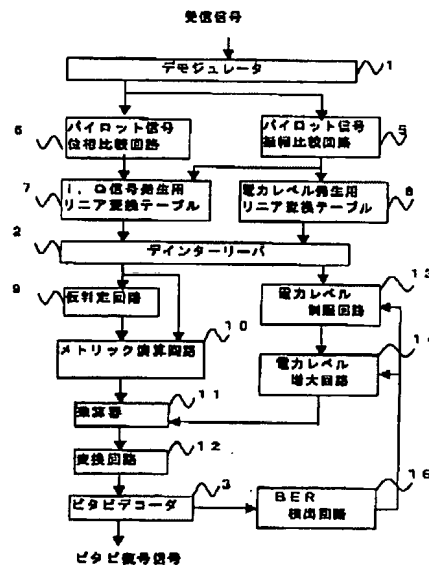 受信信号
デモジュレータ
1
6
パイロット信号
位相比較回路
パイロット信号
振幅比較回路
5
7
I, Q信号発生用
リニア変換テーブル
電力レベル発生用
リニア変換テーブル
8
2
デインターリーバ
9
仮判定回路
電力レベル
制限回路
13
メトリック演算回路
10
電力レベル
増大回路
14
乗算器
11
変換回路
12
ビタビデコーダ
3
BER
検出回路
16
ビタビ復号信号